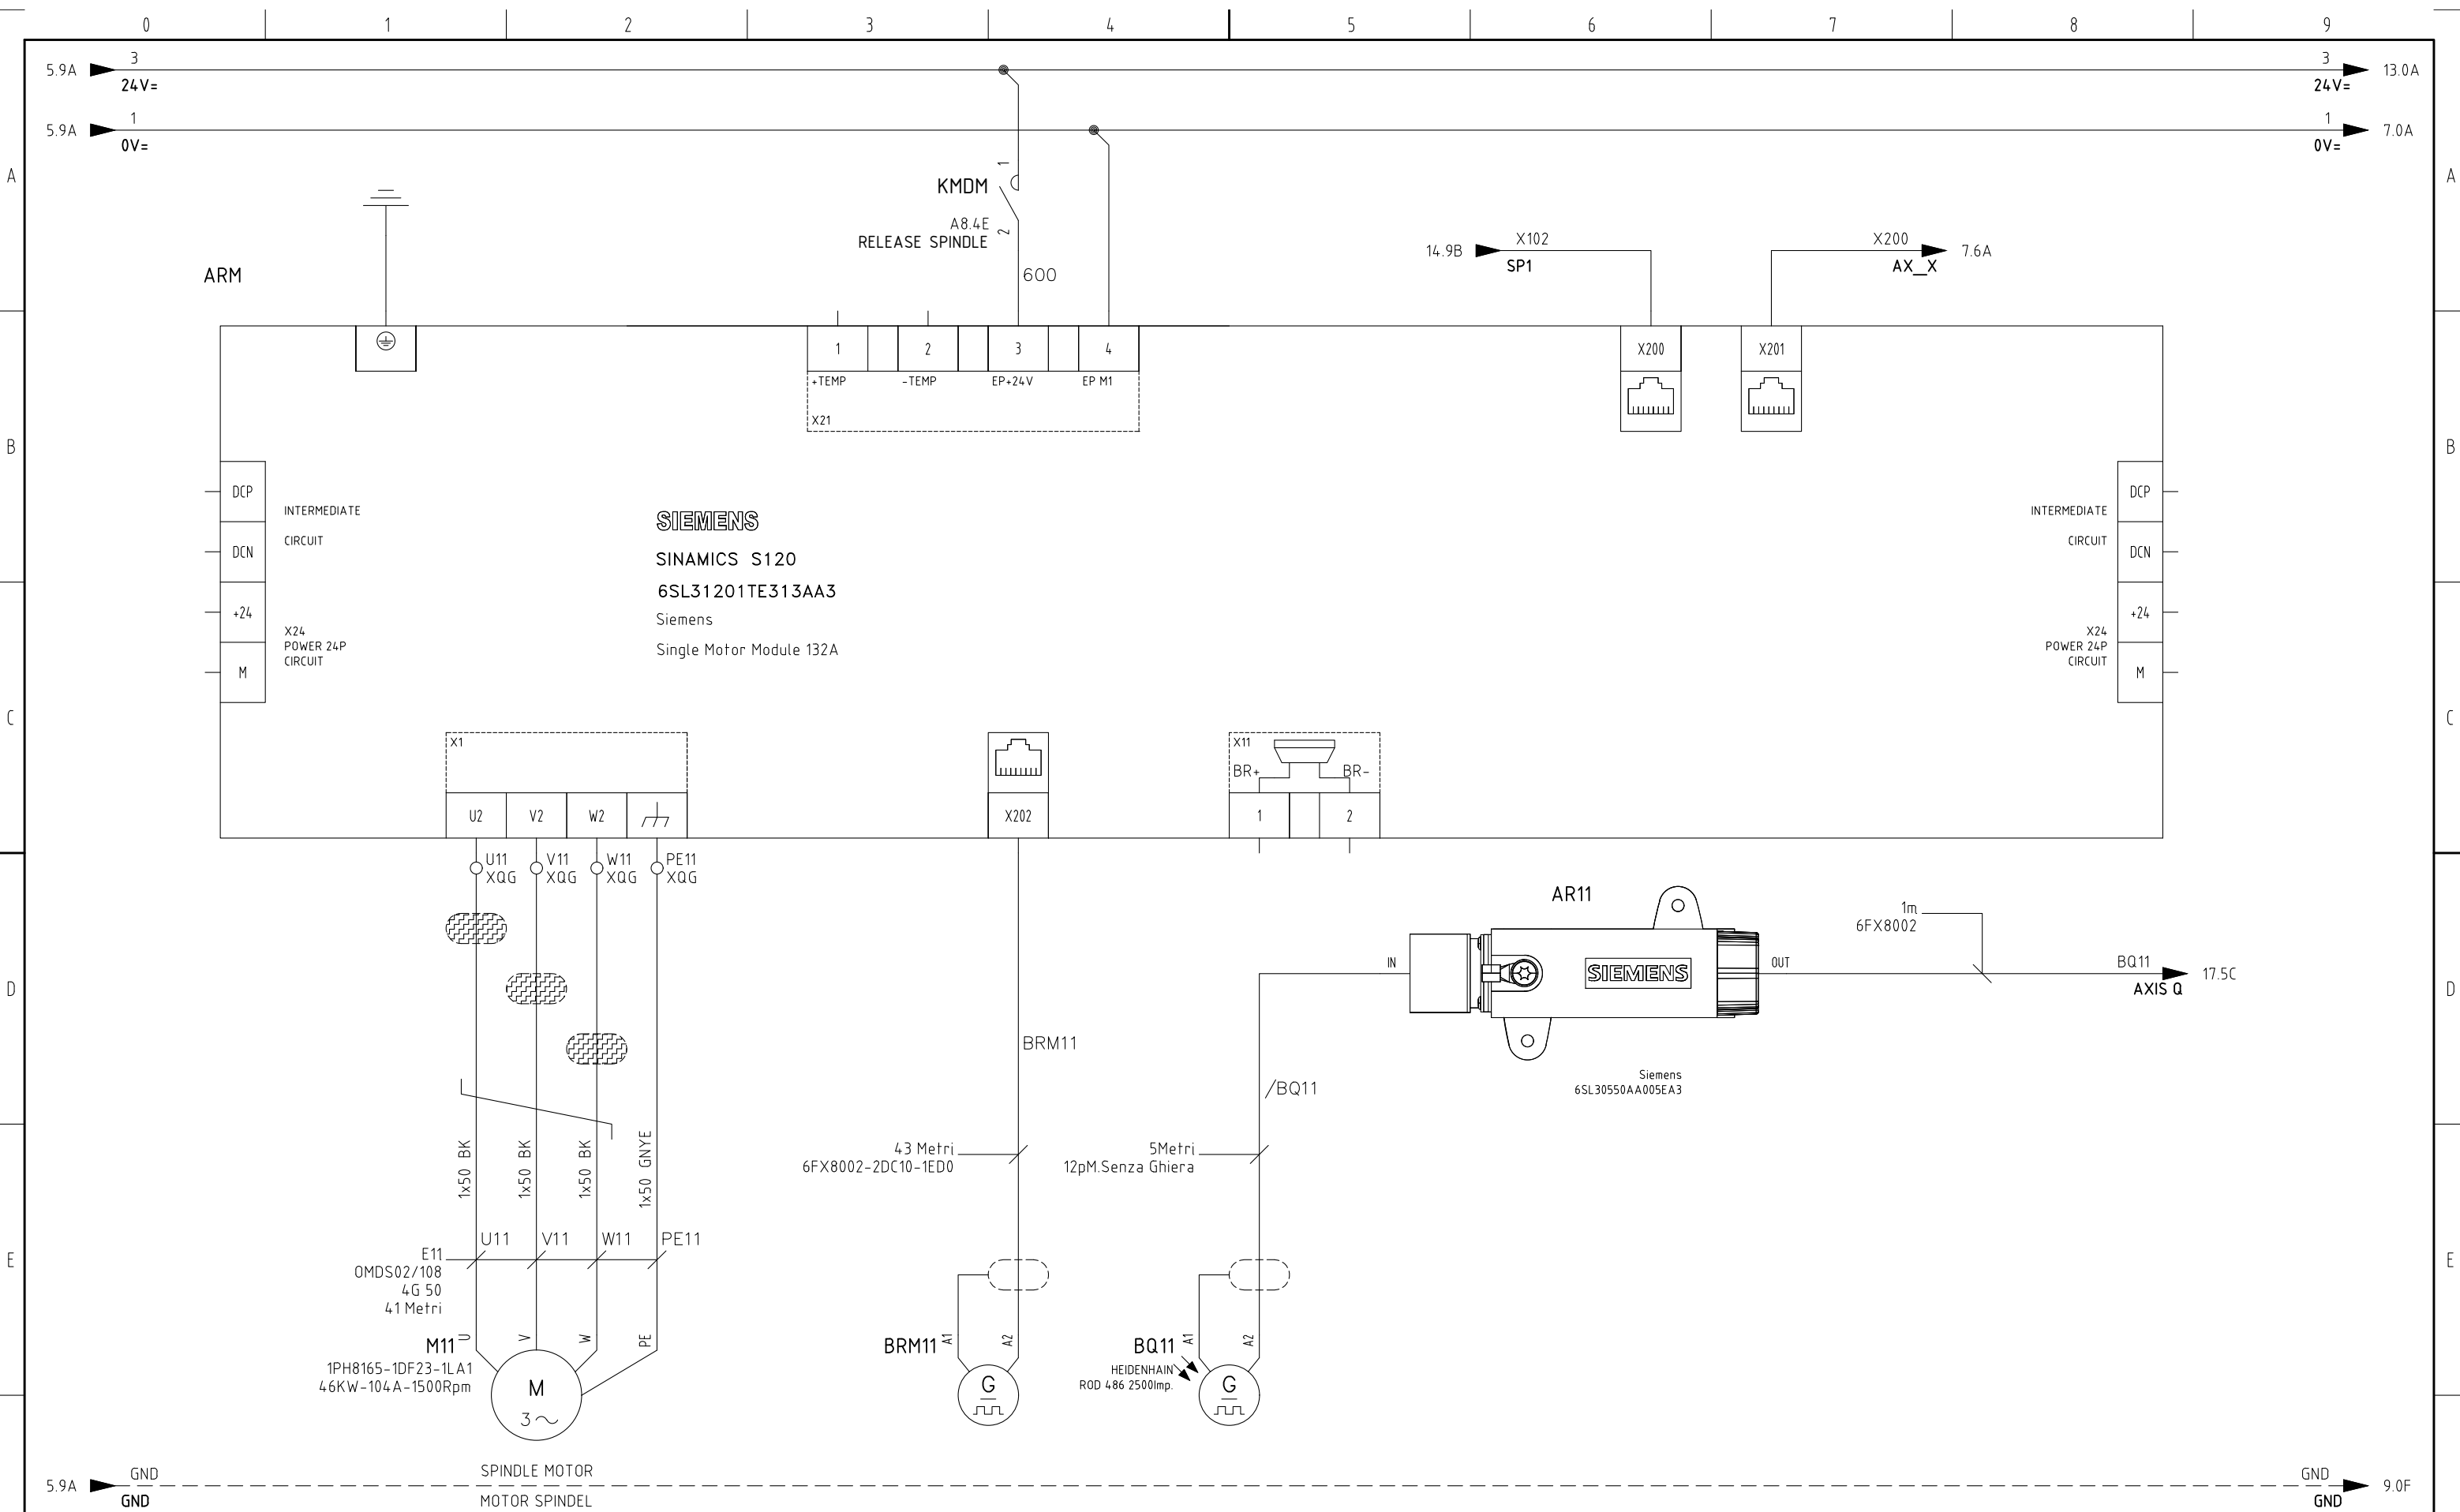 0 1 2 3 4 5 6 7 8 9
5.9A 3 3 13.0A
24V= 24V=
5.9A 1 1 7.0A
0V= 0V=
A A
1
KMDM
A8.4E
2
RELEASE SPINDLE
600
ARM
14.9B X102
SP1
X200 7.6A
AX_X
1 2 3 4
+TEMP -TEMP EP+24V EP M1
X21
X200 X201
B B
DCP
INTERMEDIATE
CIRCUIT
DCN
+24
X24
POWER 24P
CIRCUIT
M
SIEMENS
SINAMICS S120
6SL31201TE313AA3
Siemens
Single Motor Module 132A
DCP
INTERMEDIATE
CIRCUIT
DCN
+24
X24
POWER 24P
CIRCUIT
M
C C
X1
U2 V2 W2
X202
X11
BR+ BR-
1 2
U11 V11 W11 PE11
XQG XQG XQG XQG
AR11
IN
SIEMENS
OUT
1m
6FX8002
BQ11 17.5C
AXIS Q
D D
Siemens
6SL30550AA005EA3
BRM11
/BQ11
1x50 BK
1x50 BK
1x50 BK
1x50 GNYE
43 Metri
6FX8002-2DC10-1ED0
5Metri
12pM.Senza Ghiera
U11 V11 W11 PE11
E E
E11
OMDS02/108
4G 50
41 Metri
M11 U V W PE
1PH8165-1DF23-1LA1
46KW-104A-1500Rpm
M
3
BRM11 A1 A2
G
BQ11 A1 A2
HEIDENHAIN
ROD 486 2500Imp.
G
5.9A GND SPINDLE MOTOR GND 9.0F
GND MOTOR SPINDEL GND